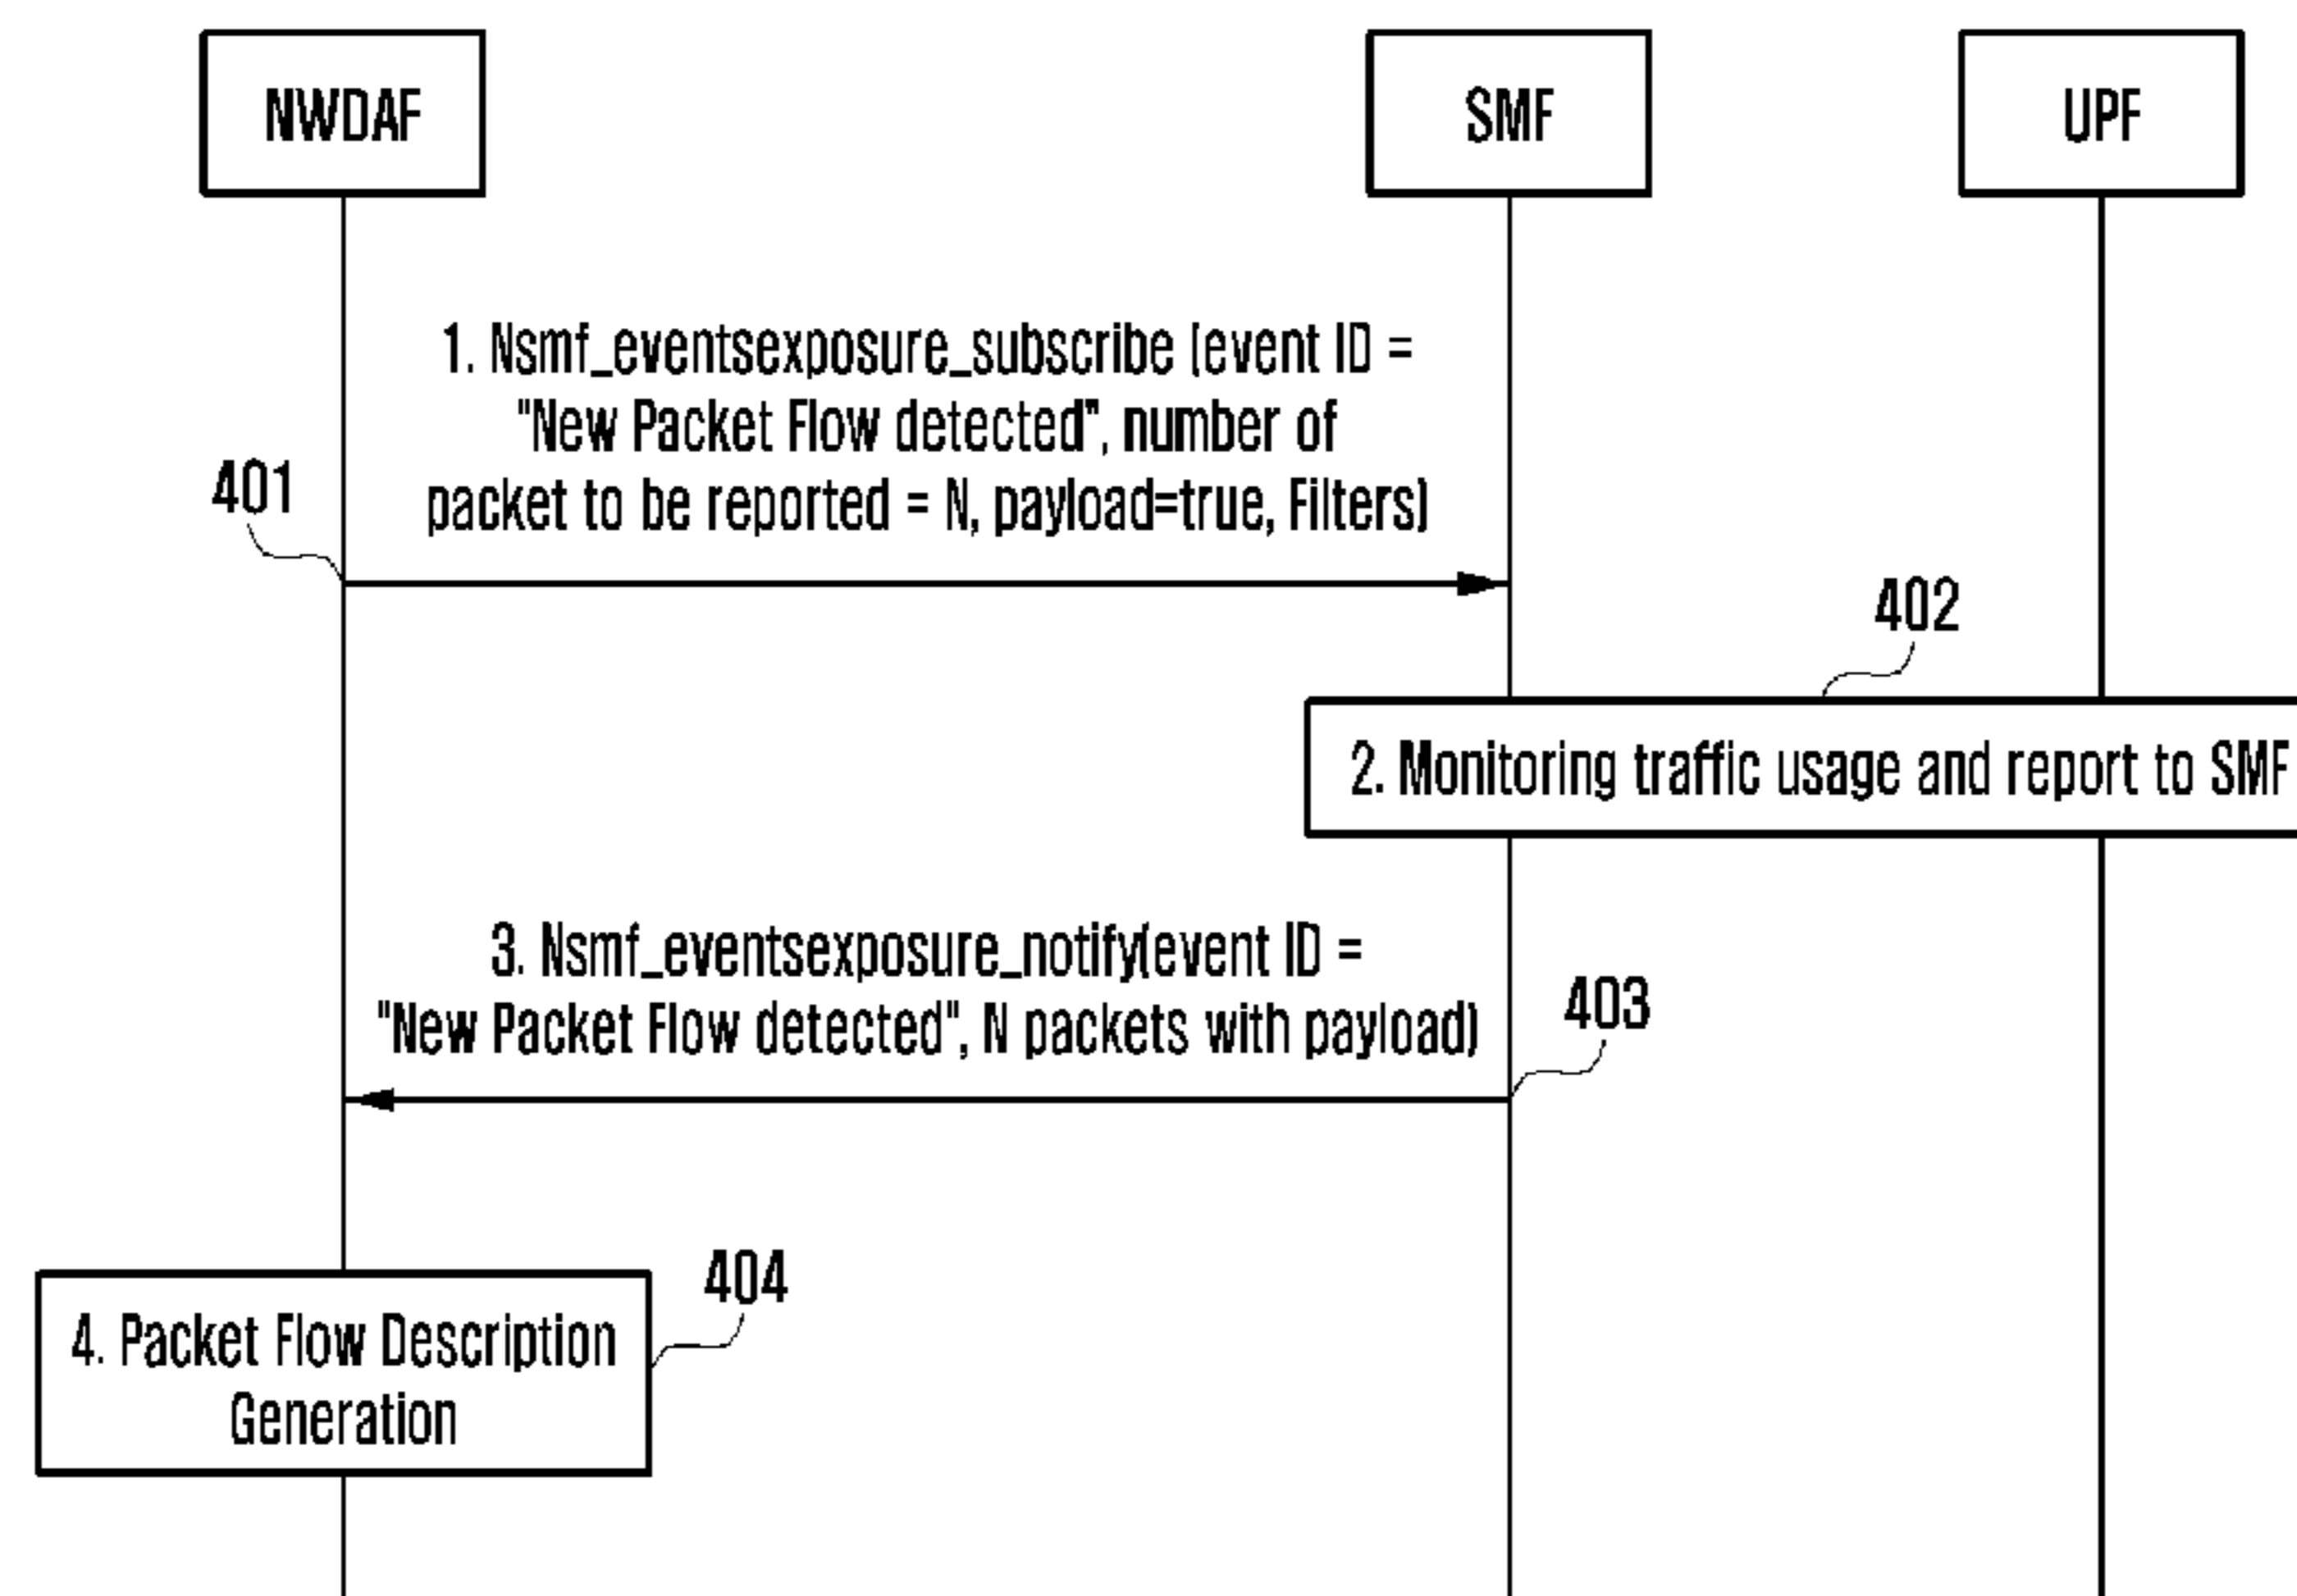 NWDAF
SMF
UPF
1. Nsmf_eventsexposure_subscribe (event ID =
"New Packet Flow detected", number of
packet to be reported = N, payload=true, Filters)
401
402
2. Monitoring traffic usage and report to SMF
3. Nsmf_eventsexposure_notify(event ID =
"New Packet Flow detected", N packets with payload)
403
404
4. Packet Flow Description
Generation